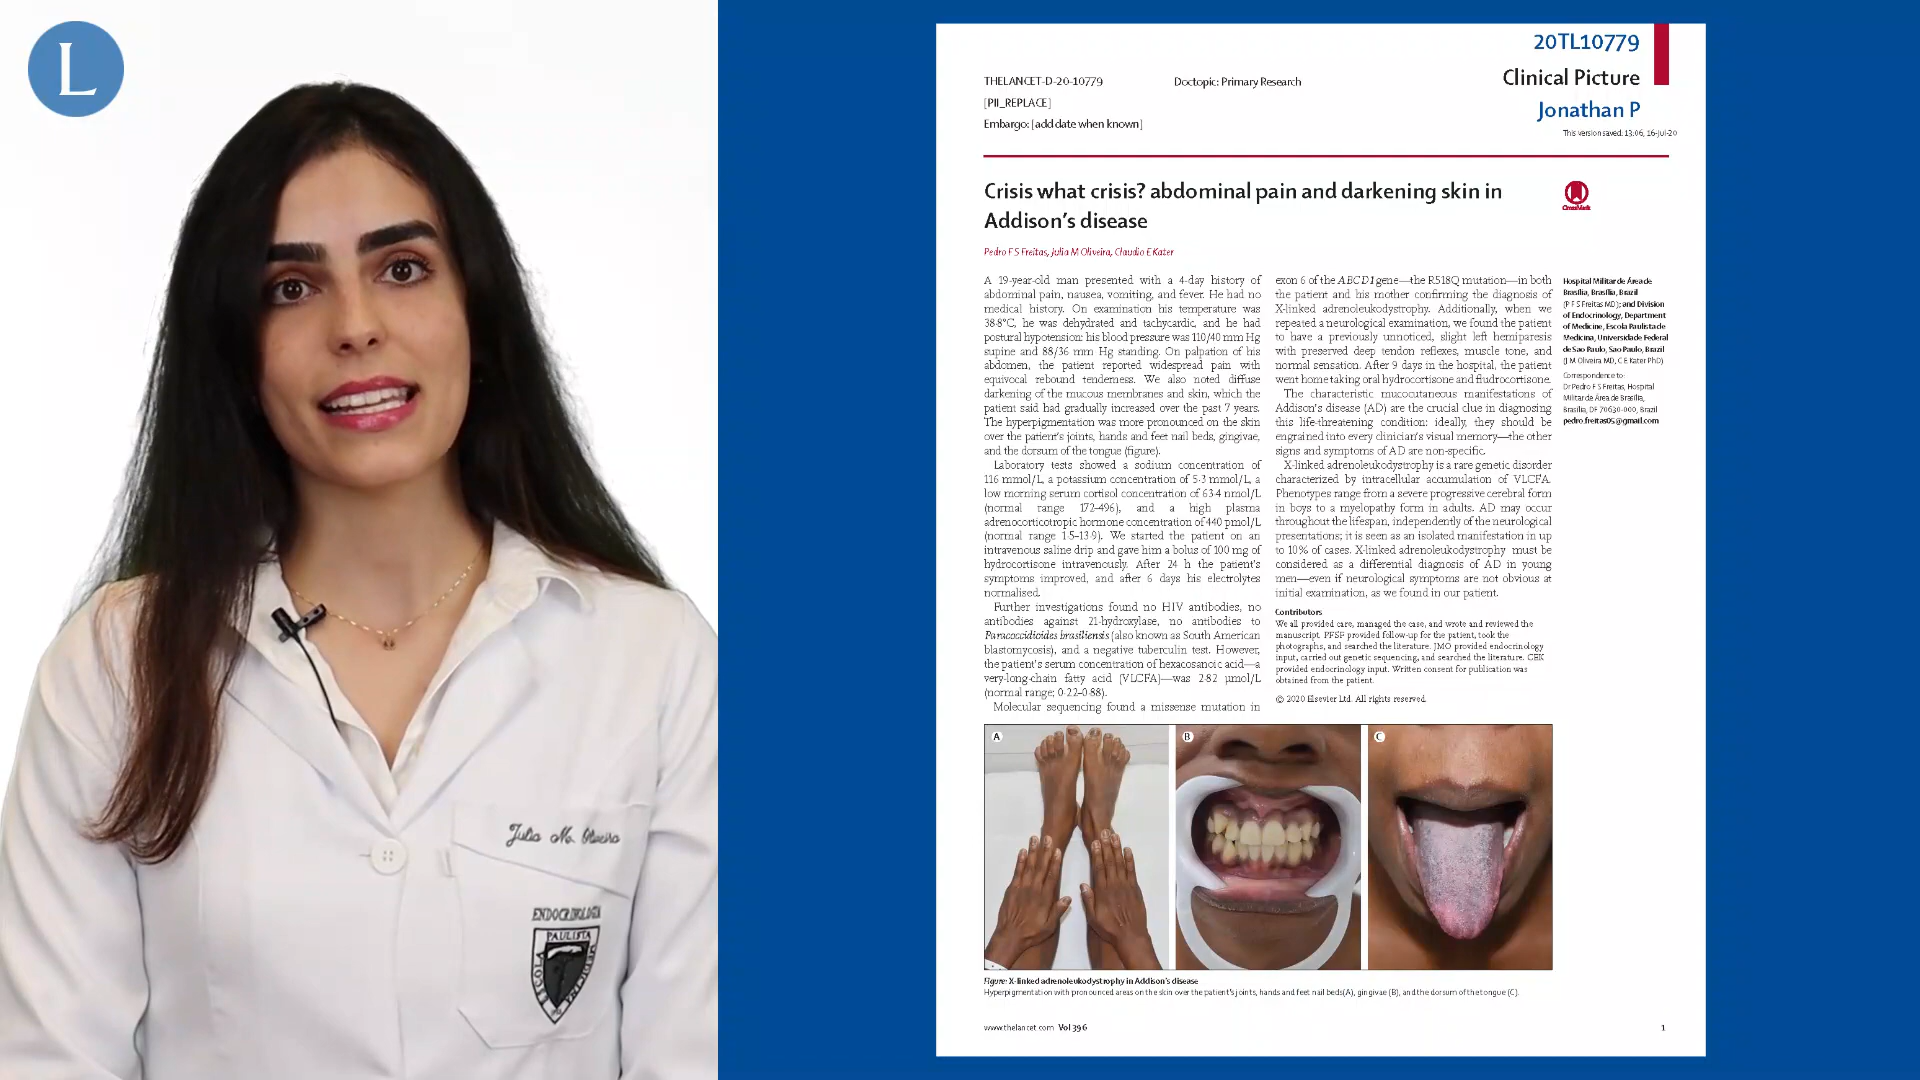 L
Julia M. Oliveira
ENDOCRINOLOGIA
PAULISTA
ESCOLA
MEDICINA
20TL10779
THELANCET-D-20-10779
Doctopic: Primary Research
Clinical Picture
[PII_REPLACE]
Jonathan P
Embargo: [add date when known]
This version saved: 13:06, 16-Jul-20
Crisis what crisis? abdominal pain and darkening skin in
Addison's disease
CrossMark
Pedro F S Freitas, Julia M Oliveira, Claudio E Kater
A 19-year-old man presented with a 4-day history of
abdominal pain, nausea, vomiting, and fever. He had no
medical history. On examination his temperature was
38·8°C, he was dehydrated and tachycardic, and he had
postural hypotension: his blood pressure was 110/40 mm Hg
supine and 88/36 mm Hg standing. On palpation of his
abdomen, the patient reported widespread pain with
equivocal rebound tenderness. We also noted diffuse
darkening of the mucous membranes and skin, which the
patient said had gradually increased over the past 7 years.
The hyperpigmentation was more pronounced on the skin
over the patient's joints, hands and feet nail beds, gingivae,
and the dorsum of the tongue (figure).
Laboratory tests showed a sodium concentration of
116 mmol/L, a potassium concentration of 5·3 mmol/L, a
low morning serum cortisol concentration of 63·4 nmol/L
(normal range 172–496), and a high plasma
adrenocorticotropic hormone concentration of 440 pmol/L
(normal range 1·5–13·9). We started the patient on an
intravenous saline drip and gave him a bolus of 100 mg of
hydrocortisone intravenously. After 24 h the patient's
symptoms improved, and after 6 days his electrolytes
normalised.
Further investigations found no HIV antibodies, no
antibodies against 21-hydroxylase, no antibodies to
Paracoccidioides brasiliensis (also known as South American
blastomycosis), and a negative tuberculin test. However,
the patient's serum concentration of hexacosanoic acid—a
very-long-chain fatty acid (VLCFA)—was 2·82 μmol/L
(normal range; 0·22–0·88).
Molecular sequencing found a missense mutation in
exon 6 of the ABCD1 gene—the R518Q mutation—in both
the patient and his mother confirming the diagnosis of
X-linked adrenoleukodystrophy. Additionally, when we
repeated a neurological examination, we found the patient
to have a previously unnoticed, slight left hemiparesis
with preserved deep tendon reflexes, muscle tone, and
normal sensation. After 9 days in the hospital, the patient
went home taking oral hydrocortisone and fludrocortisone.
The characteristic mucocutaneous manifestations of
Addison's disease (AD) are the crucial clue in diagnosing
this life-threatening condition: ideally, they should be
engrained into every clinician's visual memory—the other
signs and symptoms of AD are non-specific.
X-linked adrenoleukodystrophy is a rare genetic disorder
characterized by intracellular accumulation of VLCFA.
Phenotypes range from a severe progressive cerebral form
in boys to a myelopathy form in adults. AD may occur
throughout the lifespan, independently of the neurological
presentations; it is seen as an isolated manifestation in up
to 10% of cases. X-linked adrenoleukodystrophy must be
considered as a differential diagnosis of AD in young
men—even if neurological symptoms are not obvious at
initial examination, as we found in our patient.
Contributors
We all provided care, managed the case, and wrote and reviewed the
manuscript. PFSF provided follow-up for the patient, took the
photographs, and searched the literature. JMO provided endocrinology
input, carried out genetic sequencing, and searched the literature. CEK
provided endocrinology input. Written consent for publication was
obtained from the patient.
© 2020 Elsevier Ltd. All rights reserved.
Hospital Militar de Área de
Brasília, Brasília, Brazil
(P F S Freitas MD); and Division
of Endocrinology, Department
of Medicine, Escola Paulista de
Medicina, Universidade Federal
de Sao Paulo, Sao Paulo, Brazil
(J M Oliveira MD, C E Kater PhD)
Correspondence to:
Dr Pedro F S Freitas, Hospital
Militar de Área de Brasília,
Brasília, DF 70630-000, Brazil
pedro.freitas05@gmail.com
A
B
C
Figure: X-linked adrenoleukodystrophy in Addison's disease
Hyperpigmentation with pronounced areas on the skin over the patient's joints, hands and feet nail beds(A), gingivae (B), and the dorsum of the tongue (C).
www.thelancet.com Vol 396
1